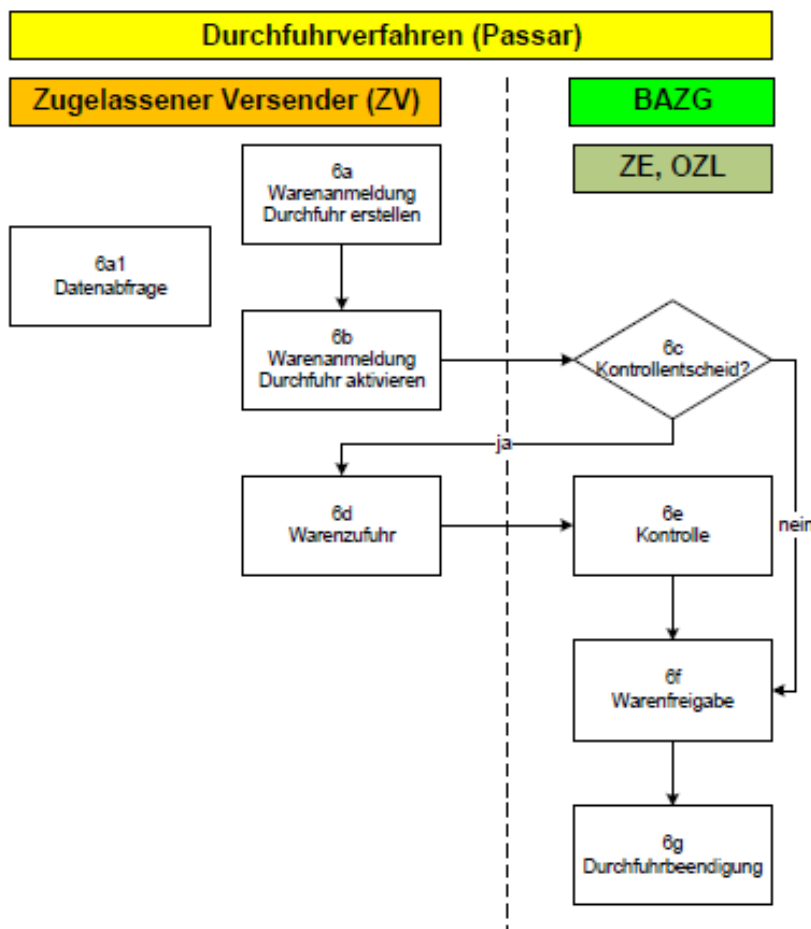 Durchfuhrverfahren (Passar)
Zugelassener Versender (ZV)
BAZG
ZE, OZL
6a
Warenanmeldung
Durchfuhr erstellen
6a1
Datenabfrage
6b
Warenanmeldung
Durchfuhr aktivieren
6c
Kontrollentscheid?
ja
nein
6d
Warenzufuhr
6e
Kontrolle
6f
Warenfreigabe
6g
Durchfuhrbeendigung